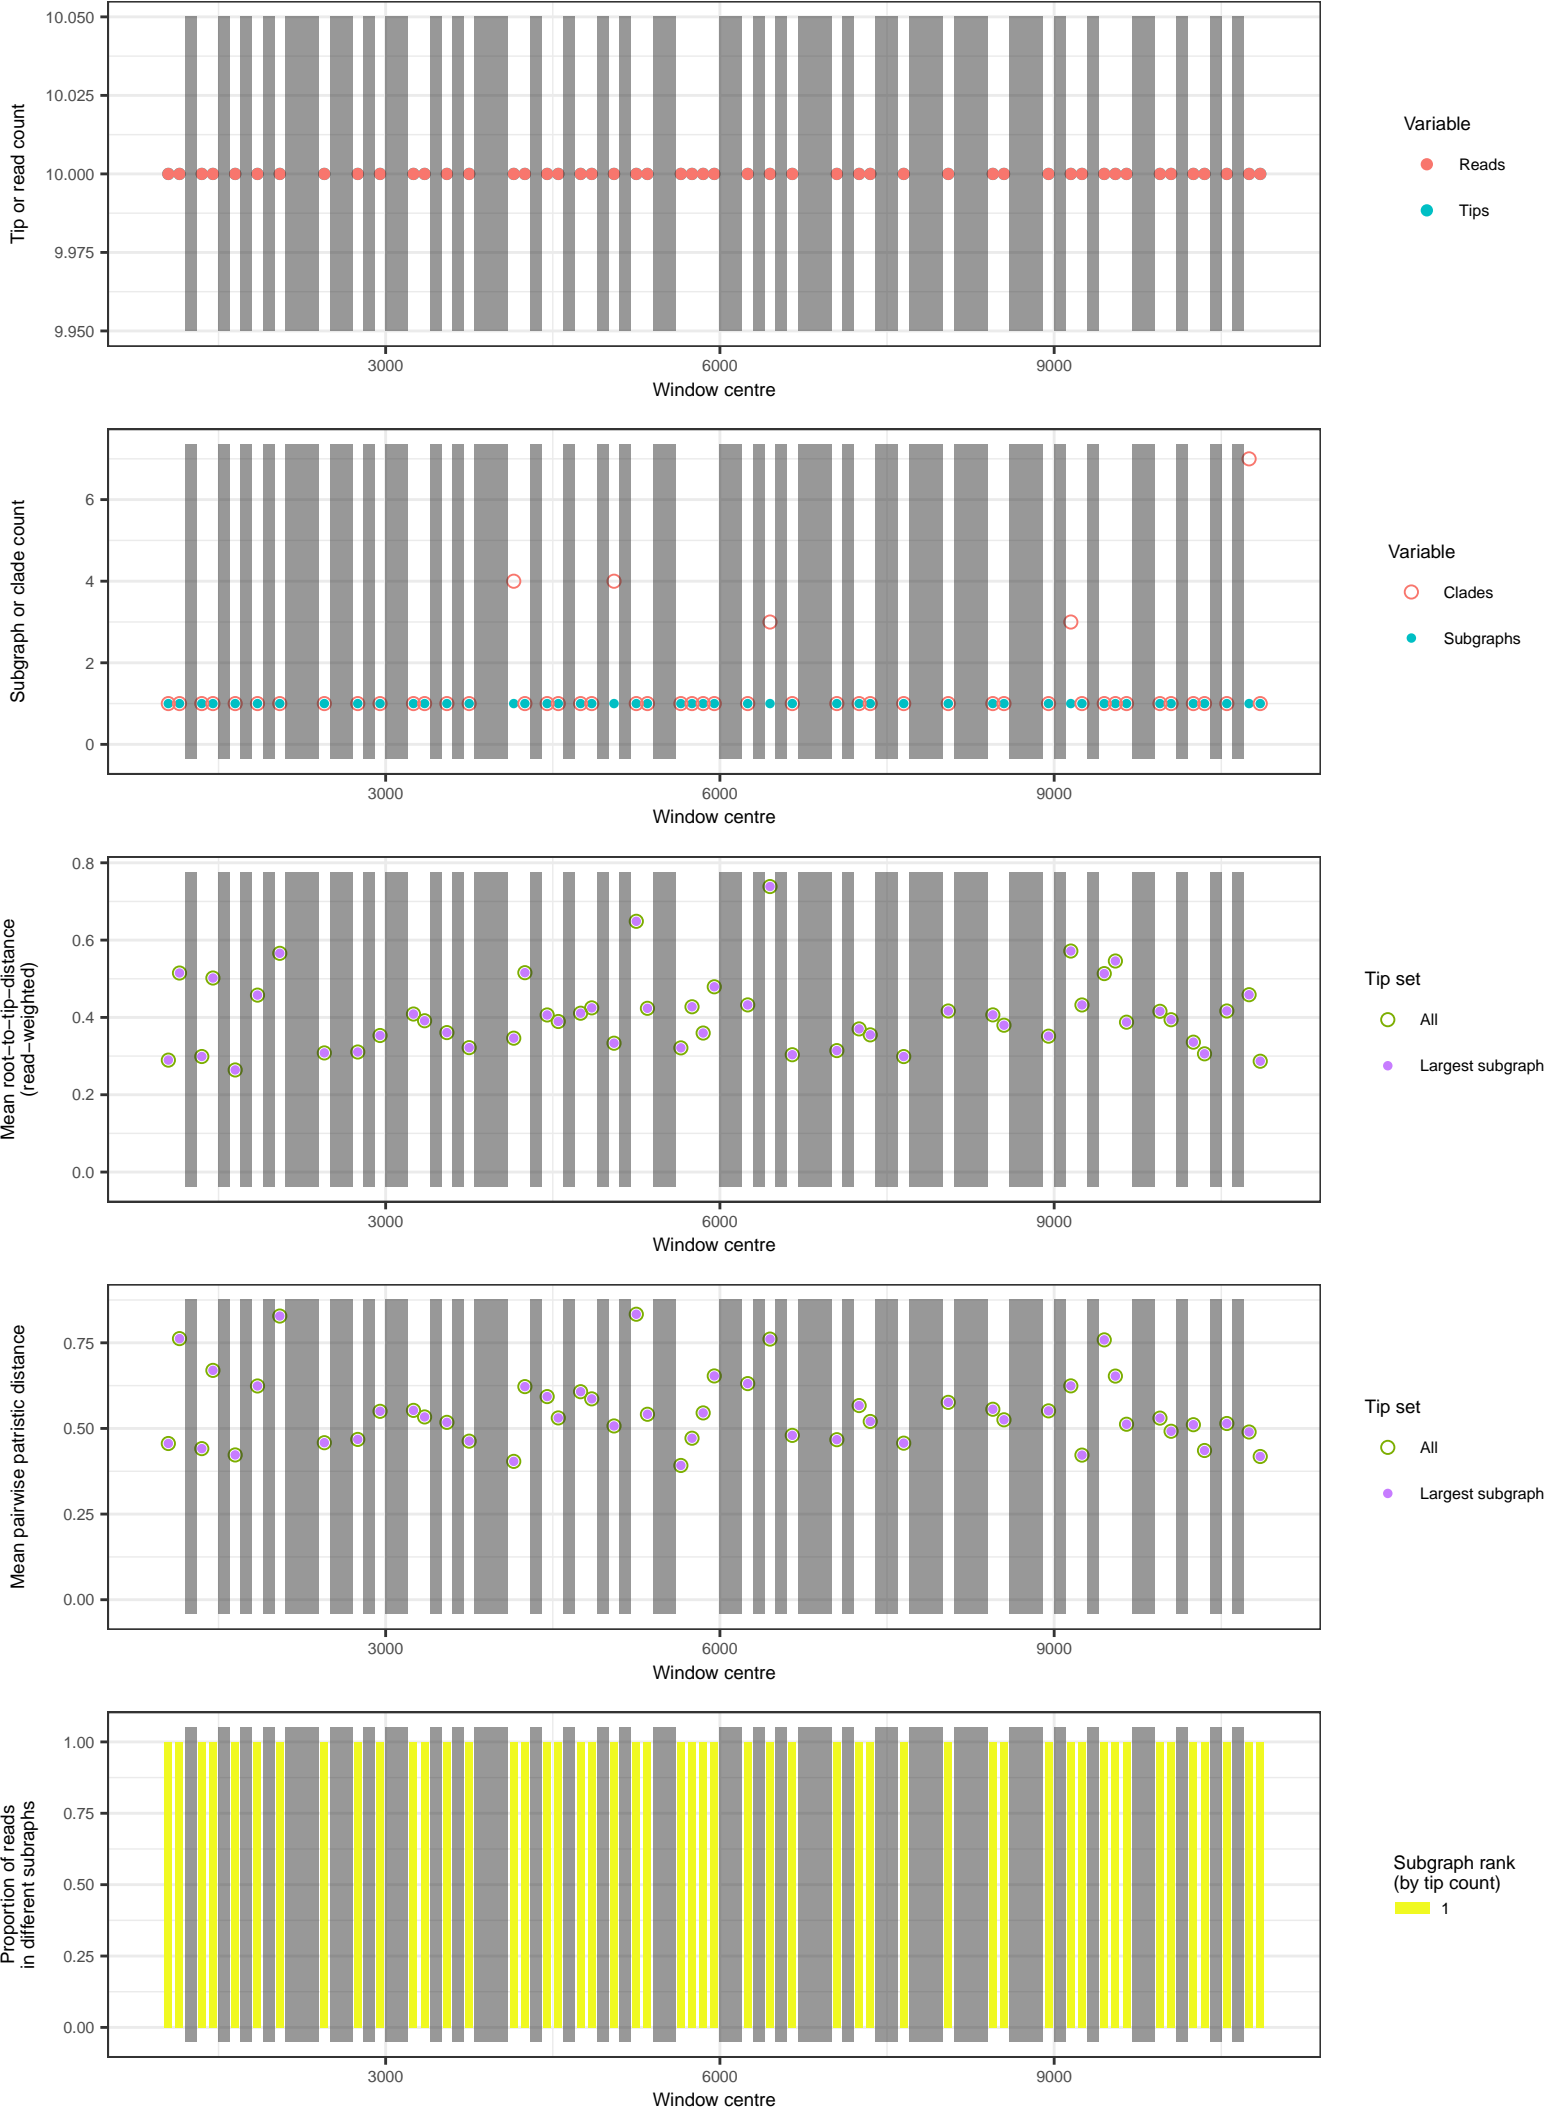 10.050
10.025
10.000
9.975
9.950
Tip or read count
3000
6000
9000
Window centre
Variable
Reads
Tips
6
4
2
0
Subgraph or clade count
3000
6000
9000
Window centre
Variable
Clades
Subgraphs
0.8
0.6
0.4
0.2
0.0
Mean root−to−tip−distance
(read−weighted)
3000
6000
9000
Window centre
Tip set
All
Largest subgraph
0.75
0.50
0.25
0.00
Mean pairwise patristic distance
3000
6000
9000
Window centre
Tip set
All
Largest subgraph
1.00
0.75
0.50
0.25
0.00
Proportion of reads
in different subraphs
3000
6000
9000
Window centre
Subgraph rank
(by tip count)
1